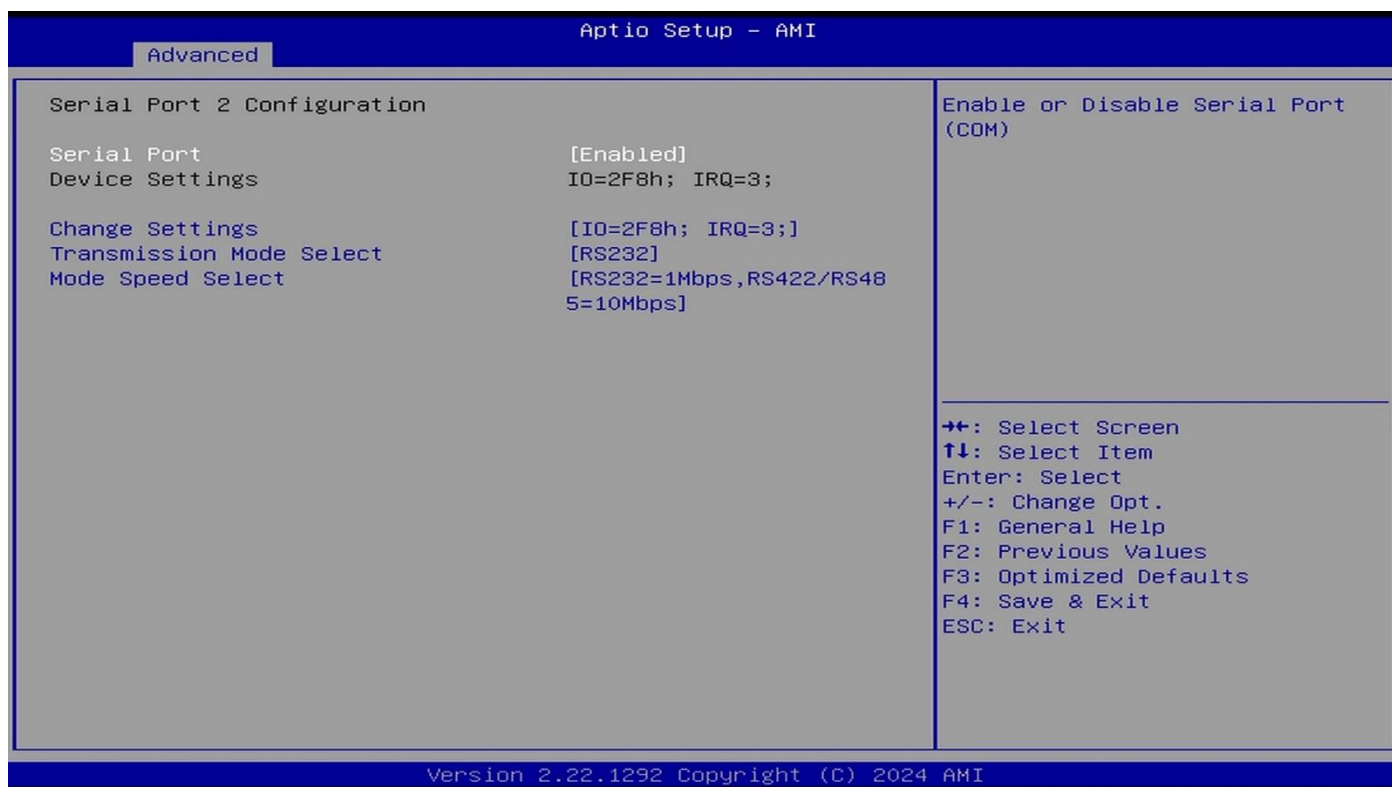 Aptio Setup – AMI
Advanced
Serial Port 2 Configuration
Serial Port [Enabled]
Device Settings IO=2F8h; IRQ=3;
Change Settings [IO=2F8h; IRQ=3;]
Transmission Mode Select [RS232]
Mode Speed Select [RS232=1Mbps,RS422/RS48
5=10Mbps]
Enable or Disable Serial Port
(COM)
→←: Select Screen
↑↓: Select Item
Enter: Select
+/-: Change Opt.
F1: General Help
F2: Previous Values
F3: Optimized Defaults
F4: Save & Exit
ESC: Exit
Version 2.22.1292 Copyright (C) 2024 AMI